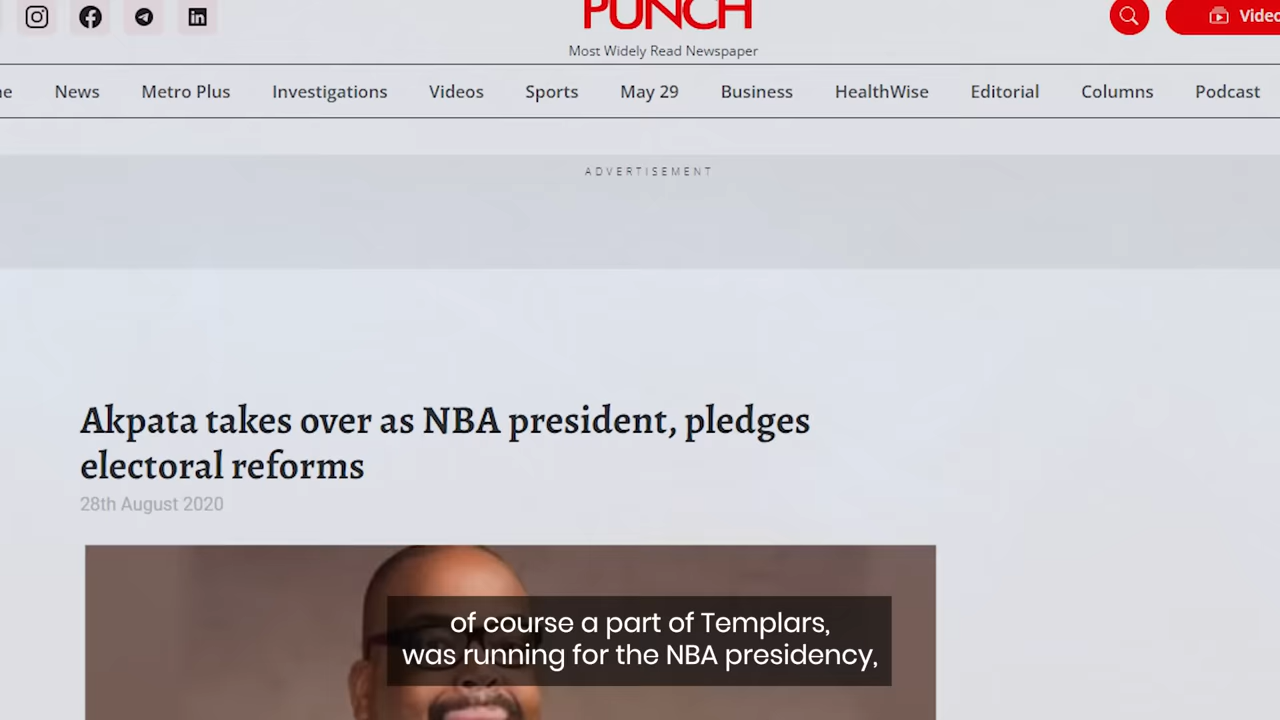 PUNCH
Video
Most Widely Read Newspaper
News Metro Plus Investigations Videos Sports May 29 Business HealthWise Editorial Columns Podcast
ADVERTISEMENT
Akpata takes over as NBA president, pledges
electoral reforms
28th August 2020
of course a part of Templars,
was running for the NBA presidency,